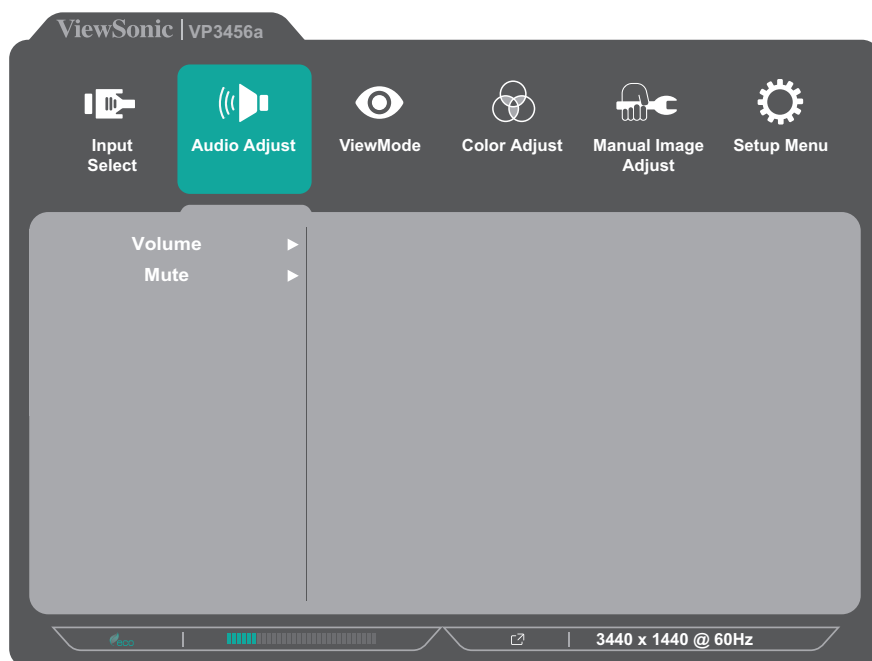 ViewSonic | VP3456a
Input
Select
Audio Adjust
ViewMode
Color Adjust
Manual Image
Adjust
Setup Menu
Volume ►
Mute ►
eco
3440 x 1440 @ 60Hz